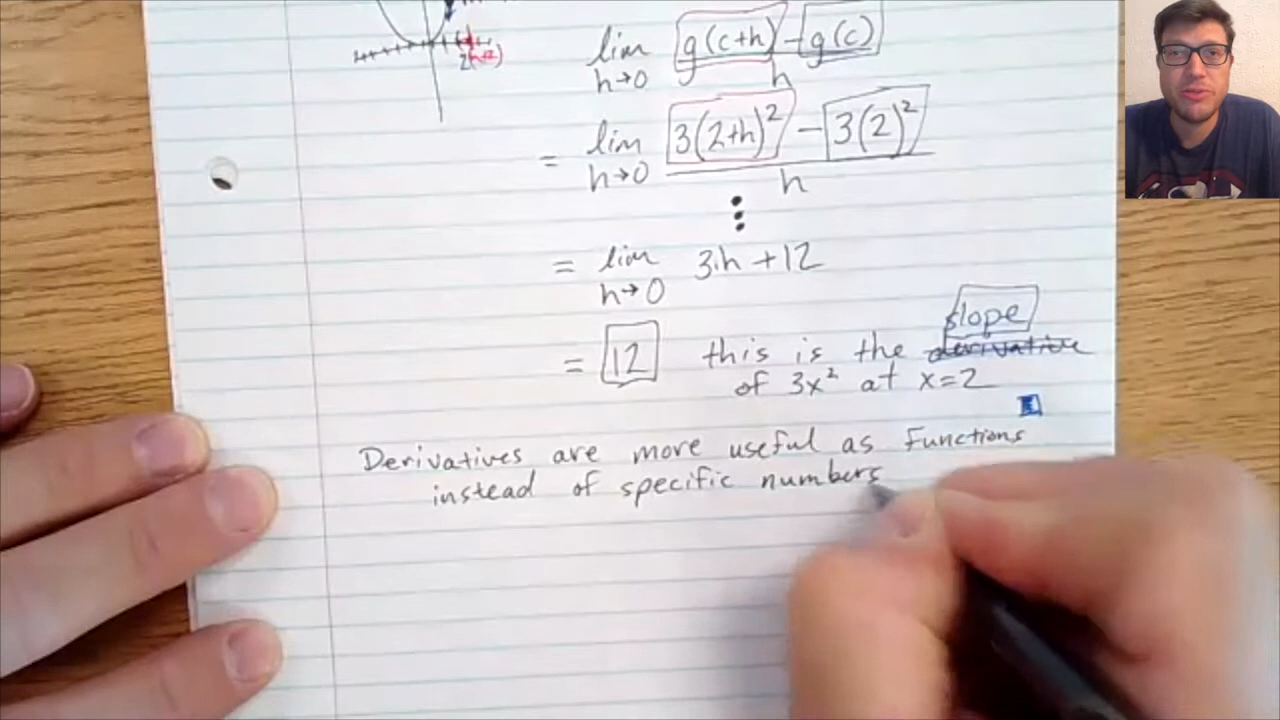 2
lim g(c+h) - g(c)
h→0 h
= lim 3(2+h)² - 3(2)²
h→0 h
= lim 3h + 12
h→0
slope
= 12 this is the derivative
of 3x² at x=2
Derivatives are more useful as functions
instead of specific numbers